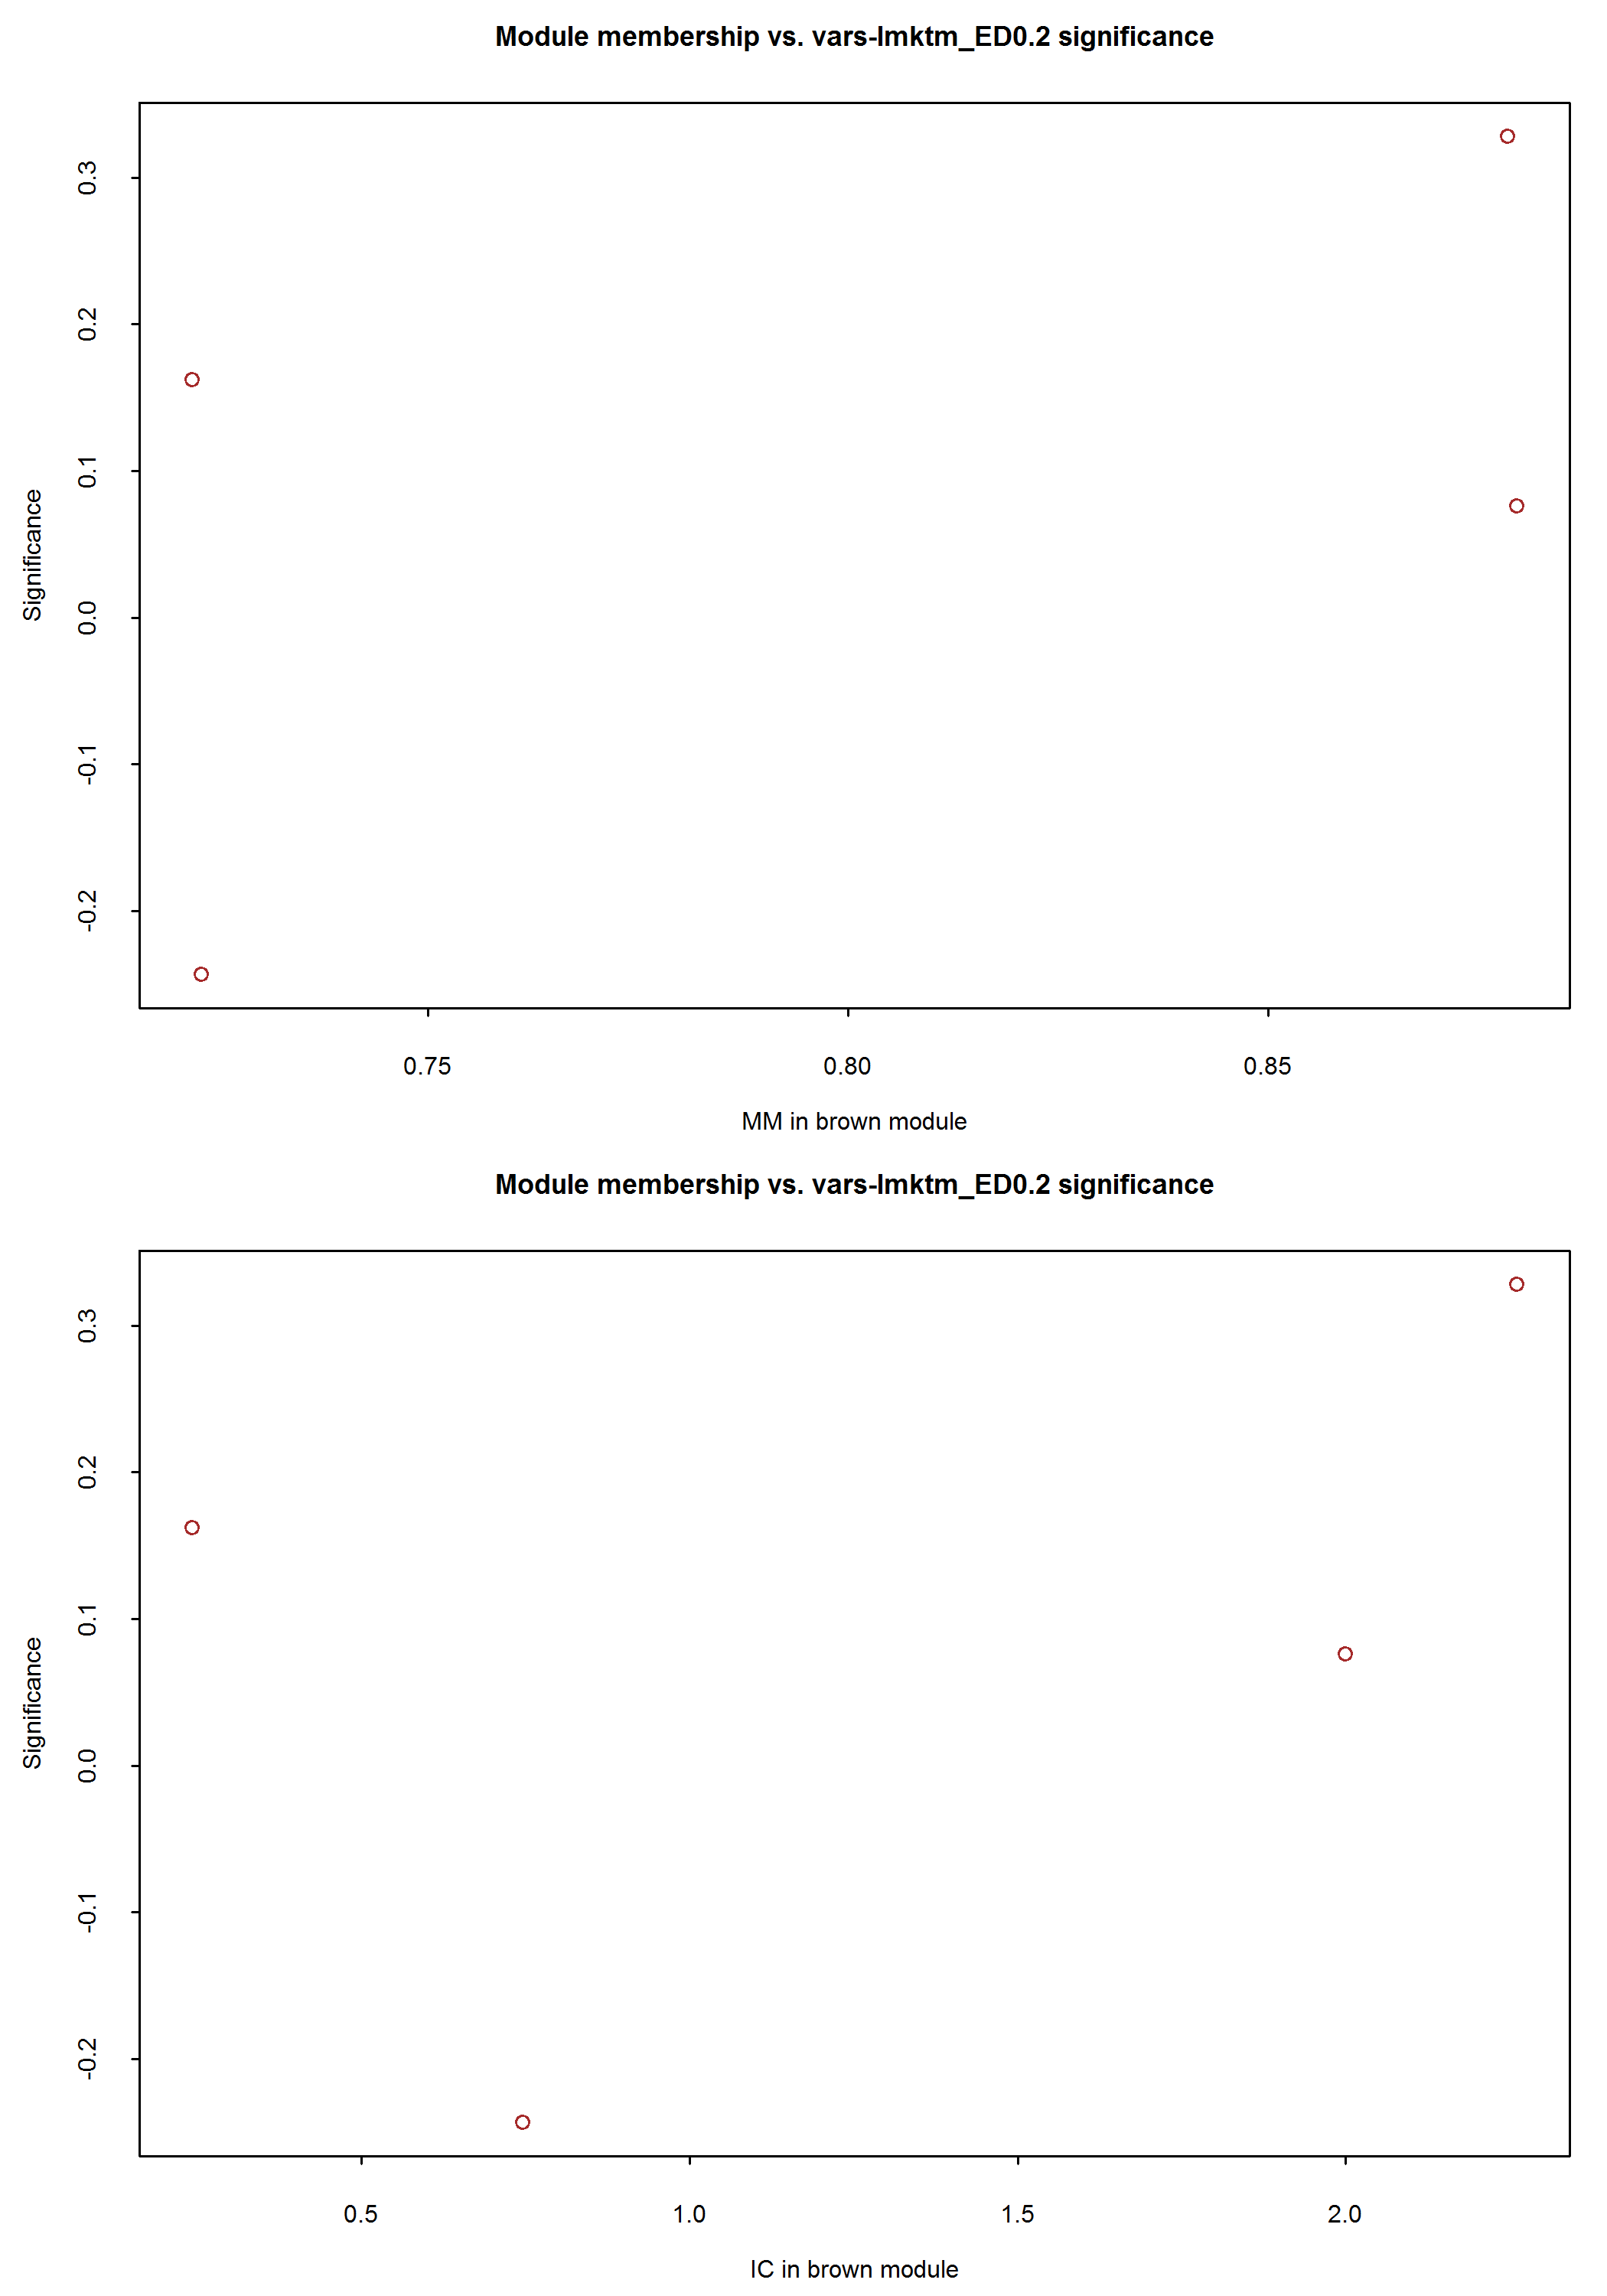 Module membership vs. vars-lmktm_ED0.2 significance
0.3
0.2
0.1
0.0
-0.1
-0.2
Significance
0.75 0.80 0.85
MM in brown module
Module membership vs. vars-lmktm_ED0.2 significance
0.3
0.2
0.1
0.0
-0.1
-0.2
Significance
0.5 1.0 1.5 2.0
IC in brown module